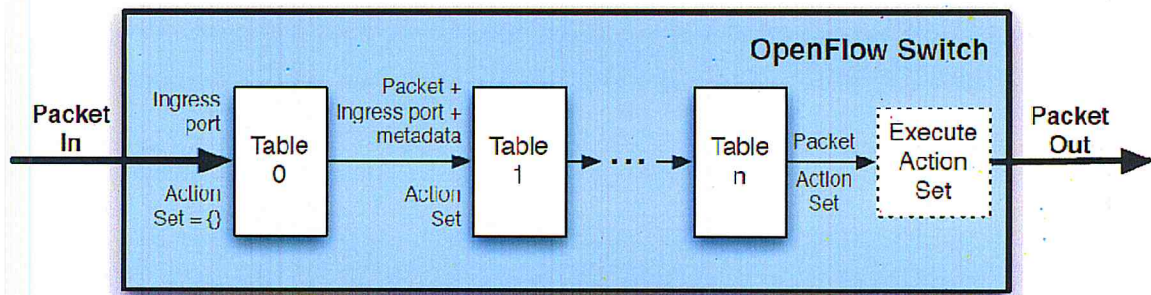 OpenFlow Switch
Packet
In
Ingress
port
Action
Set = {}
Table
0
Packet +
Ingress port +
metadata
Action
Set
Table
1
...
Table
n
Packet
Action
Set
Execute
Action
Set
Packet
Out